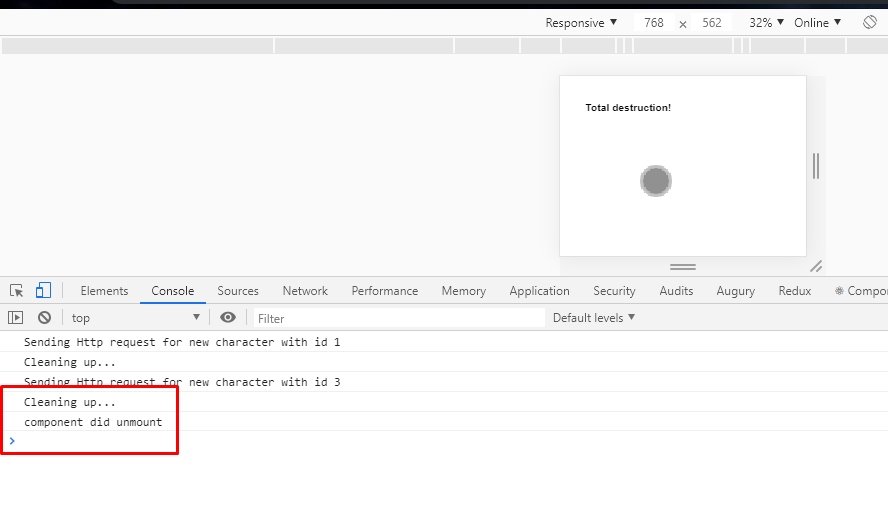 Responsive ▼ 768 × 562 32% ▼ Online ▼
Total destruction!
Elements Console Sources Network Performance Memory Application Security Audits Augury Redux ⚛ Compon
top ▼ Filter Default levels ▼
Sending Http request for new character with id 1
Cleaning up...
Sending Http request for new character with id 3
Cleaning up...
component did unmount
>